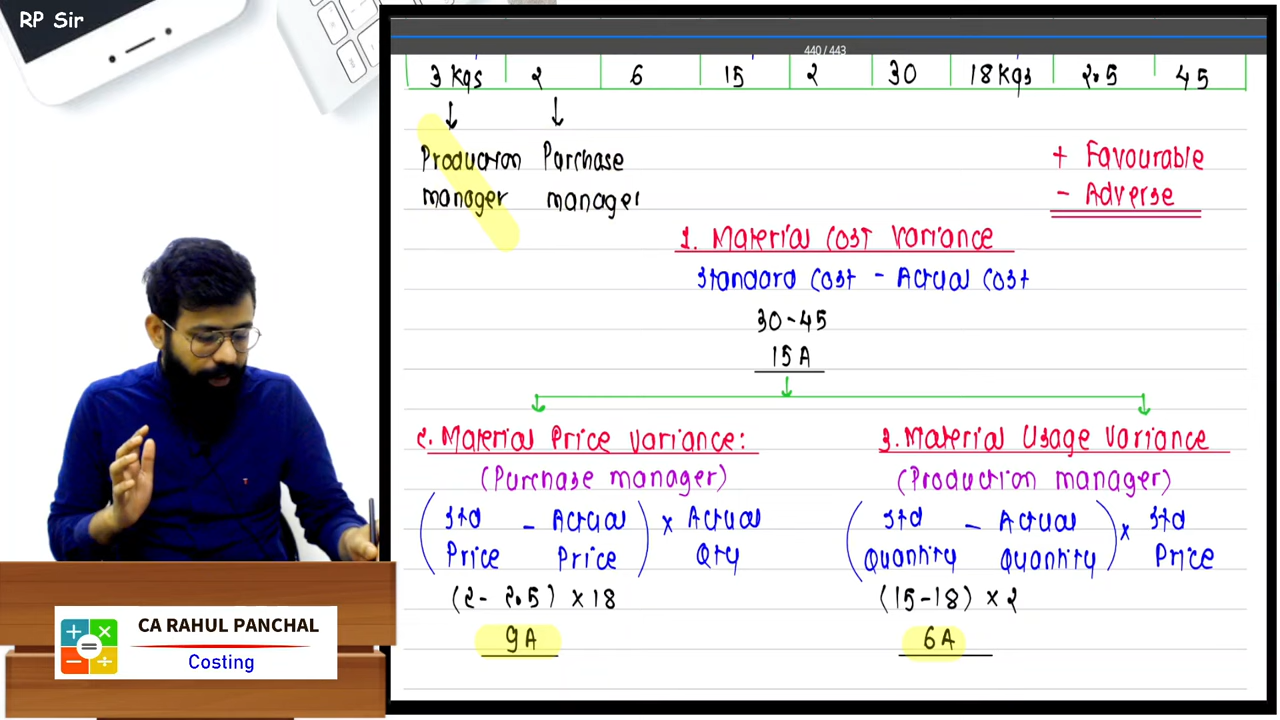 RP Sir
440 / 443
3 kgs 2 6 15 2 30 18 kgs 2.5 45
Production Purchase
manager manager
+ Favourable
- Adverse
1. Material Cost Variance
Standard Cost - Actual Cost
30-45
15 A
2. Material Price Variance:
(Purchase manager)
(Std Price - Actual Price) × Actual Qty
(2- 2.5) × 18
9A
3. Material Usage Variance
(Production manager)
(Std Quantity - Actual Quantity) × Std Price
(15-18) × 2
6A
CA RAHUL PANCHAL
Costing